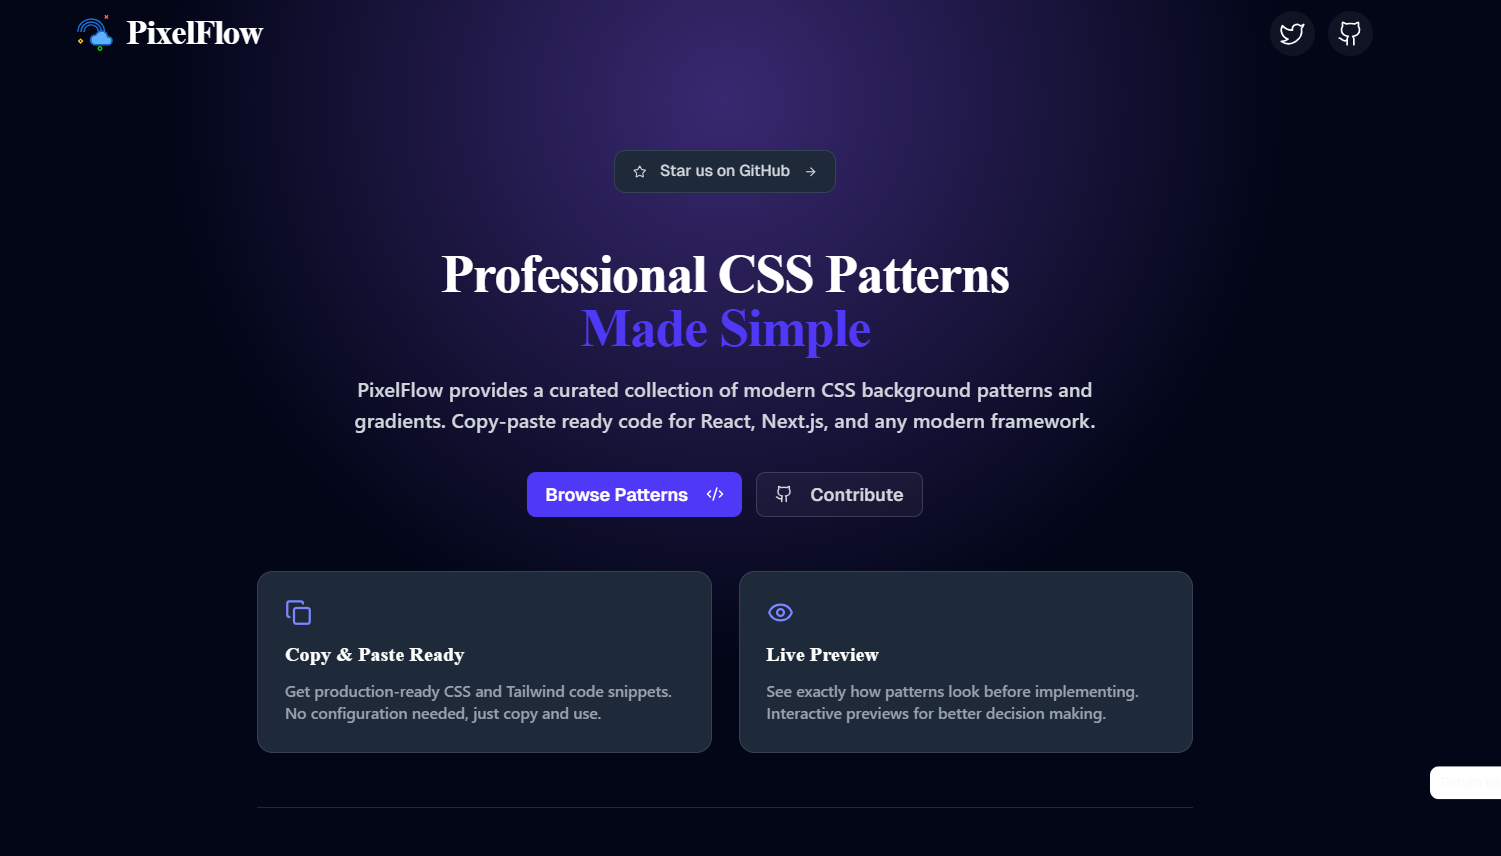 PixelFlow
Star us on GitHub
Professional CSS Patterns
Made Simple
PixelFlow provides a curated collection of modern CSS background patterns and
gradients. Copy-paste ready code for React, Next.js, and any modern framework.
Browse Patterns
Contribute
Copy & Paste Ready
Get production-ready CSS and Tailwind code snippets.
No configuration needed, just copy and use.
Live Preview
See exactly how patterns look before implementing.
Interactive previews for better decision making.